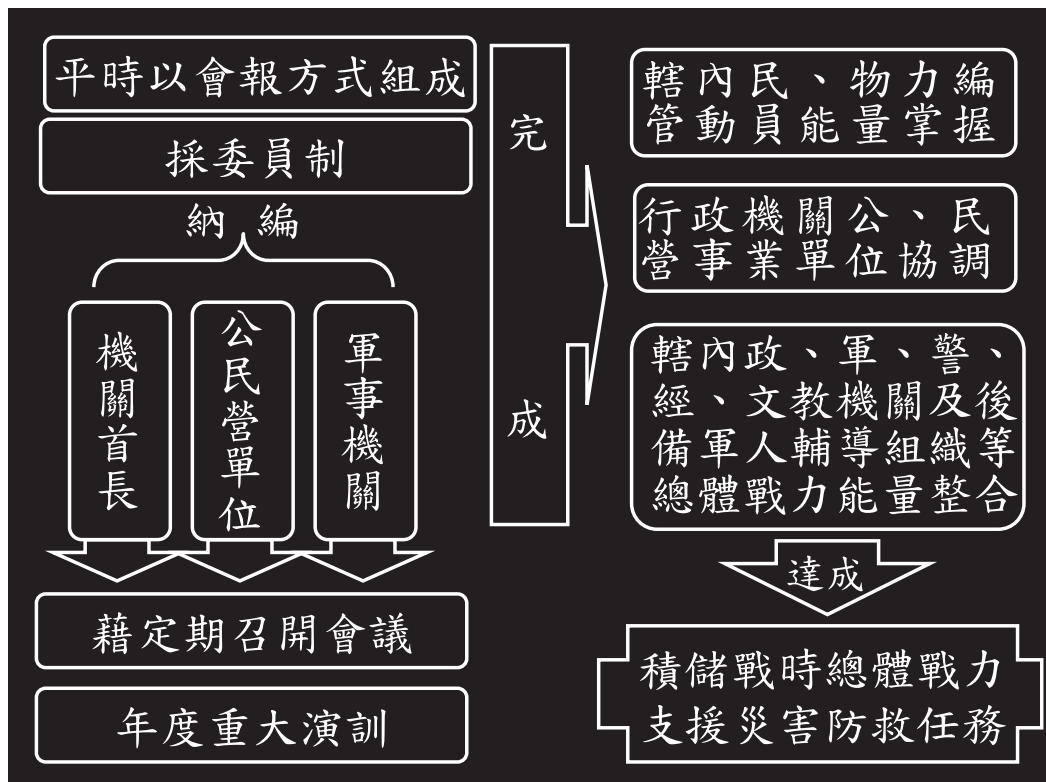 平時以會報方式組成
採委員制
納編
機關首長
公民營單位
軍事機關
藉定期召開會議
年度重大演訓
完成
轄內民、物力編
管動員能量掌握
行政機關公、民
營事業單位協調
轄內政、軍、警、
經、文教機關及後
備軍人輔導組織等
總體戰力能量整合
達成
積儲戰時總體戰力
支援災害防救任務